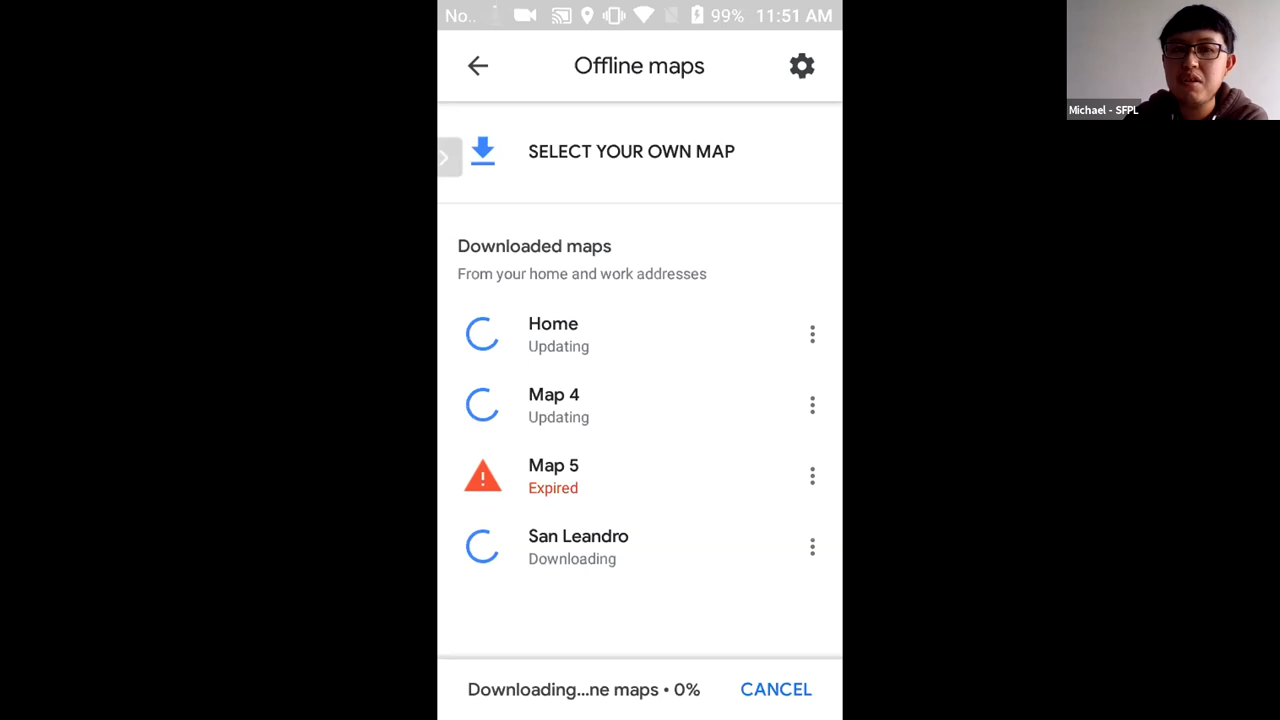 No.. 99% 11:51 AM
Offline maps
Michael - SFPL
SELECT YOUR OWN MAP
Downloaded maps
From your home and work addresses
Home
Updating
Map 4
Updating
Map 5
Expired
San Leandro
Downloading
Downloading...ne maps • 0% CANCEL